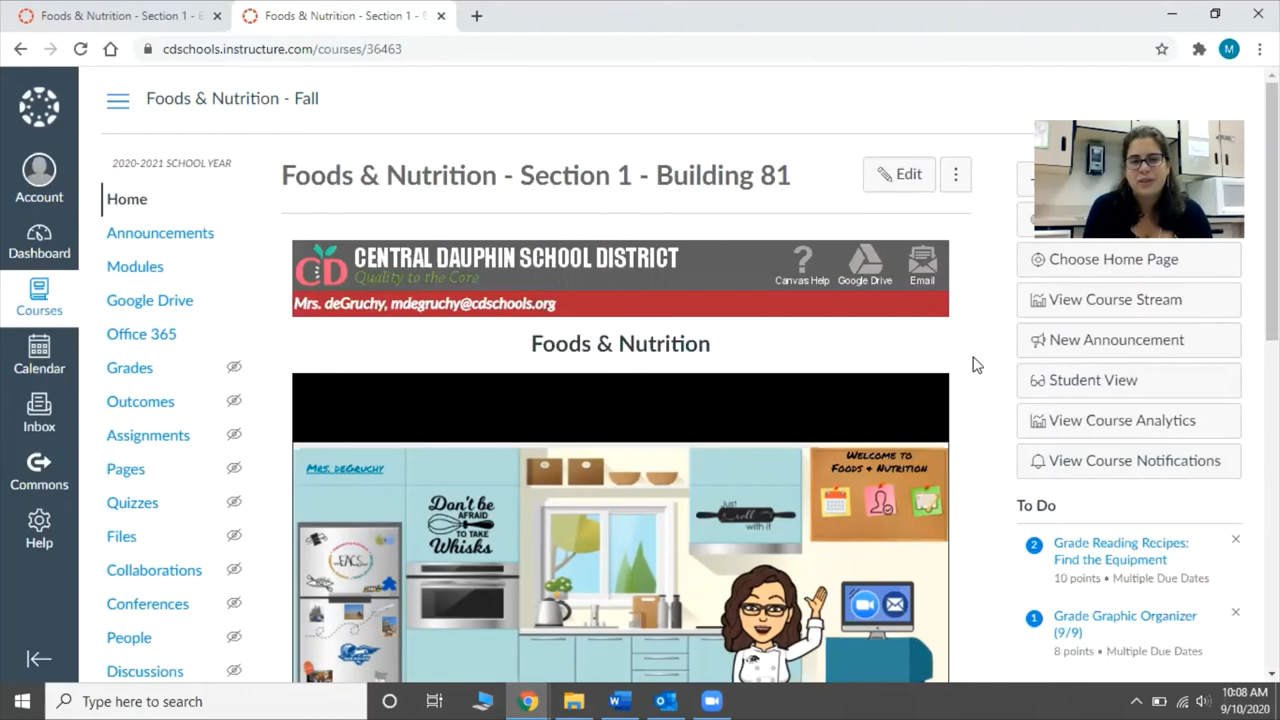 Foods & Nutrition - Section 1 - B
Foods & Nutrition - Section 1 - B
cdschools.instructure.com/courses/36463
M
Foods & Nutrition - Fall
Account
Dashboard
Courses
Calendar
Inbox
Commons
Help
2020-2021 SCHOOL YEAR
Home
Announcements
Modules
Google Drive
Office 365
Grades
Outcomes
Assignments
Pages
Quizzes
Files
Collaborations
Conferences
People
Discussions
Foods & Nutrition - Section 1 - Building 81
Edit
CD
CENTRAL DAUPHIN SCHOOL DISTRICT
Quality to the Core
Canvas Help
Google Drive
Email
Mrs. deGruchy, mdegruchy@cdschools.org
Foods & Nutrition
Mrs. deGruchy
Don't be
AFRAID
TO TAKE
Whisks
FACS
Just
roll
with it
WELCOME TO
FOODS & NUTRITION
Choose Home Page
View Course Stream
New Announcement
Student View
View Course Analytics
View Course Notifications
To Do
2
Grade Reading Recipes:
Find the Equipment
10 points • Multiple Due Dates
1
Grade Graphic Organizer
(9/9)
8 points • Multiple Due Dates
Type here to search
10:08 AM
9/10/2020